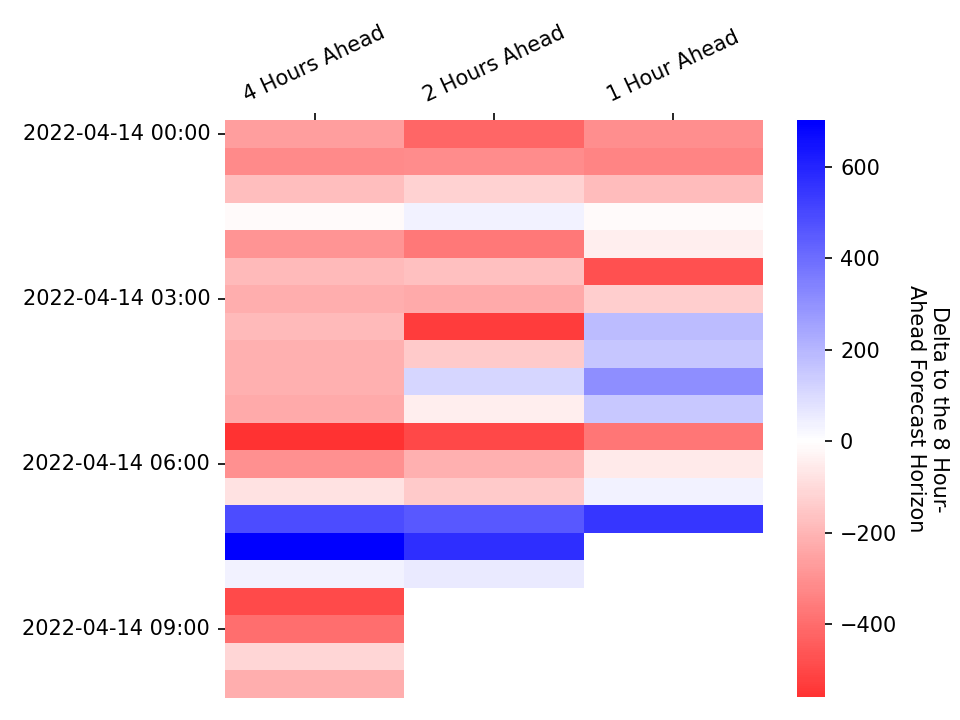 4 Hours Ahead
2 Hours Ahead
1 Hour Ahead
2022-04-14 00:00
2022-04-14 03:00
2022-04-14 06:00
2022-04-14 09:00
600
400
200
0
−200
−400
Delta to the 8 Hour-
Ahead Forecast Horizon